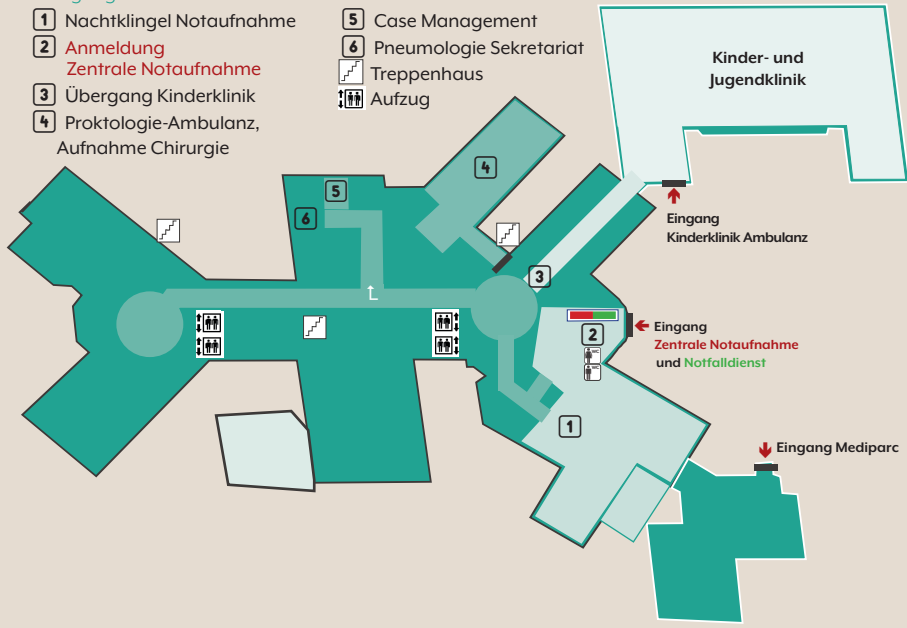 1 Nachtklingel Notaufnahme
2 Anmeldung
Zentrale Notaufnahme
3 Übergang Kinderklinik
4 Proktologie-Ambulanz,
Aufnahme Chirurgie
5 Case Management
6 Pneumologie Sekretariat
Treppenhaus
Aufzug
Kinder- und
Jugendklinik
4
5
6
Eingang
Kinderklinik Ambulanz
3
2
Eingang
Zentrale Notaufnahme
und Notfalldienst
WC
WC
1
Eingang Mediparc